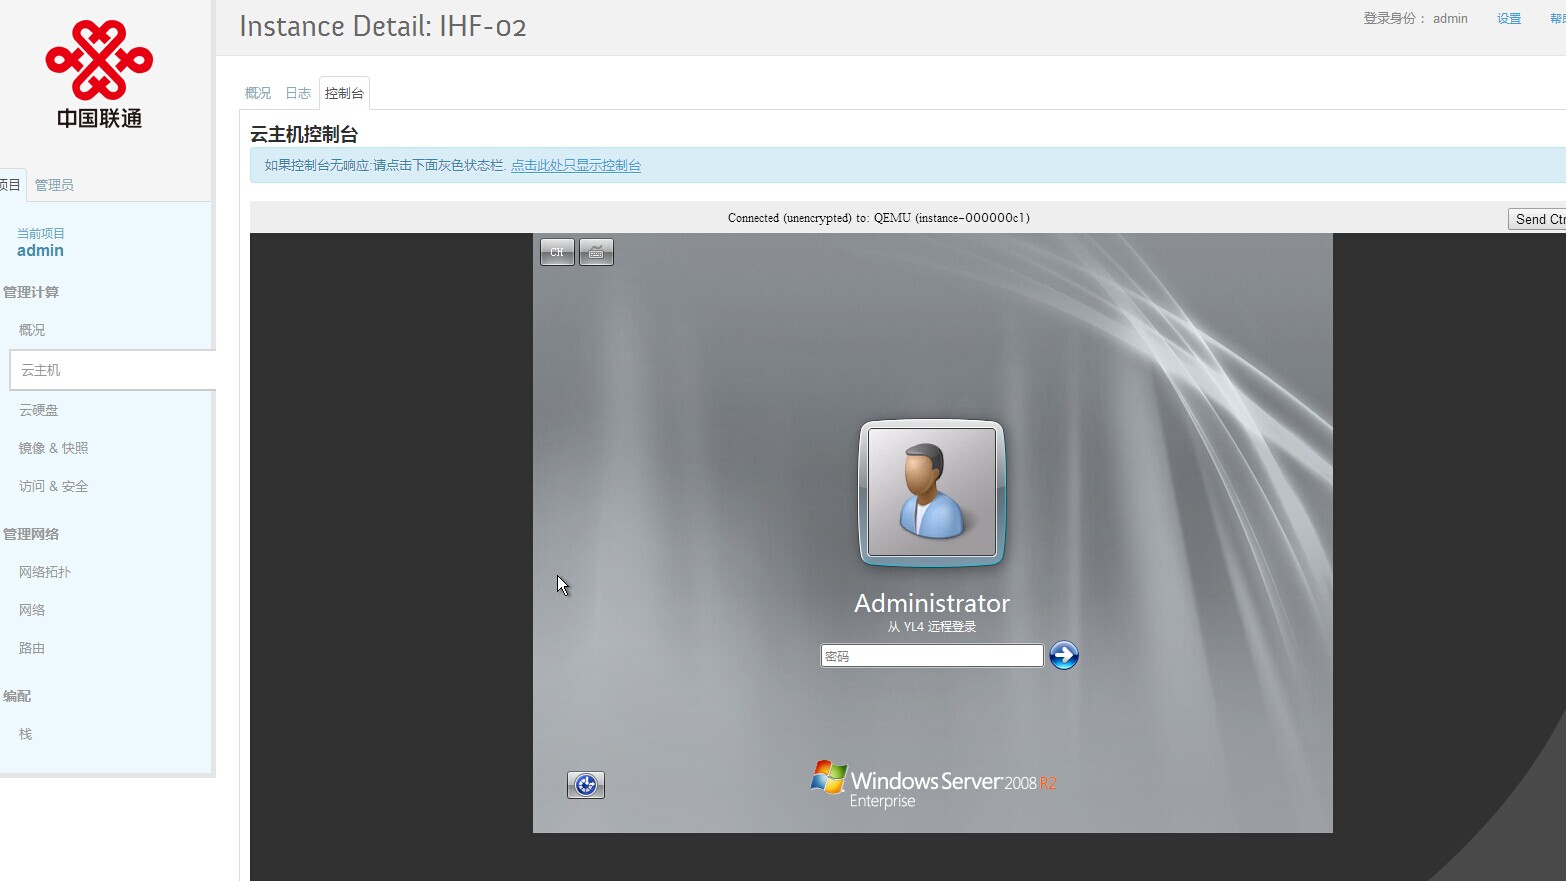 中国联通
项目
管理员
当前项目
admin
管理计算
概况
云主机
云硬盘
镜像 & 快照
访问 & 安全
管理网络
网络拓扑
网络
路由
编配
栈
Instance Detail: IHF-02
登录身份： admin
设置
帮
概况
日志
控制台
云主机控制台
如果控制台无响应:请点击下面灰色状态栏. 点击此处只显示控制台
Connected (unencrypted) to: QEMU (instance-000000c1)
Send Ctr
CH
Administrator
从 YL4 远程登录
密码
Windows Server 2008 R2
Enterprise